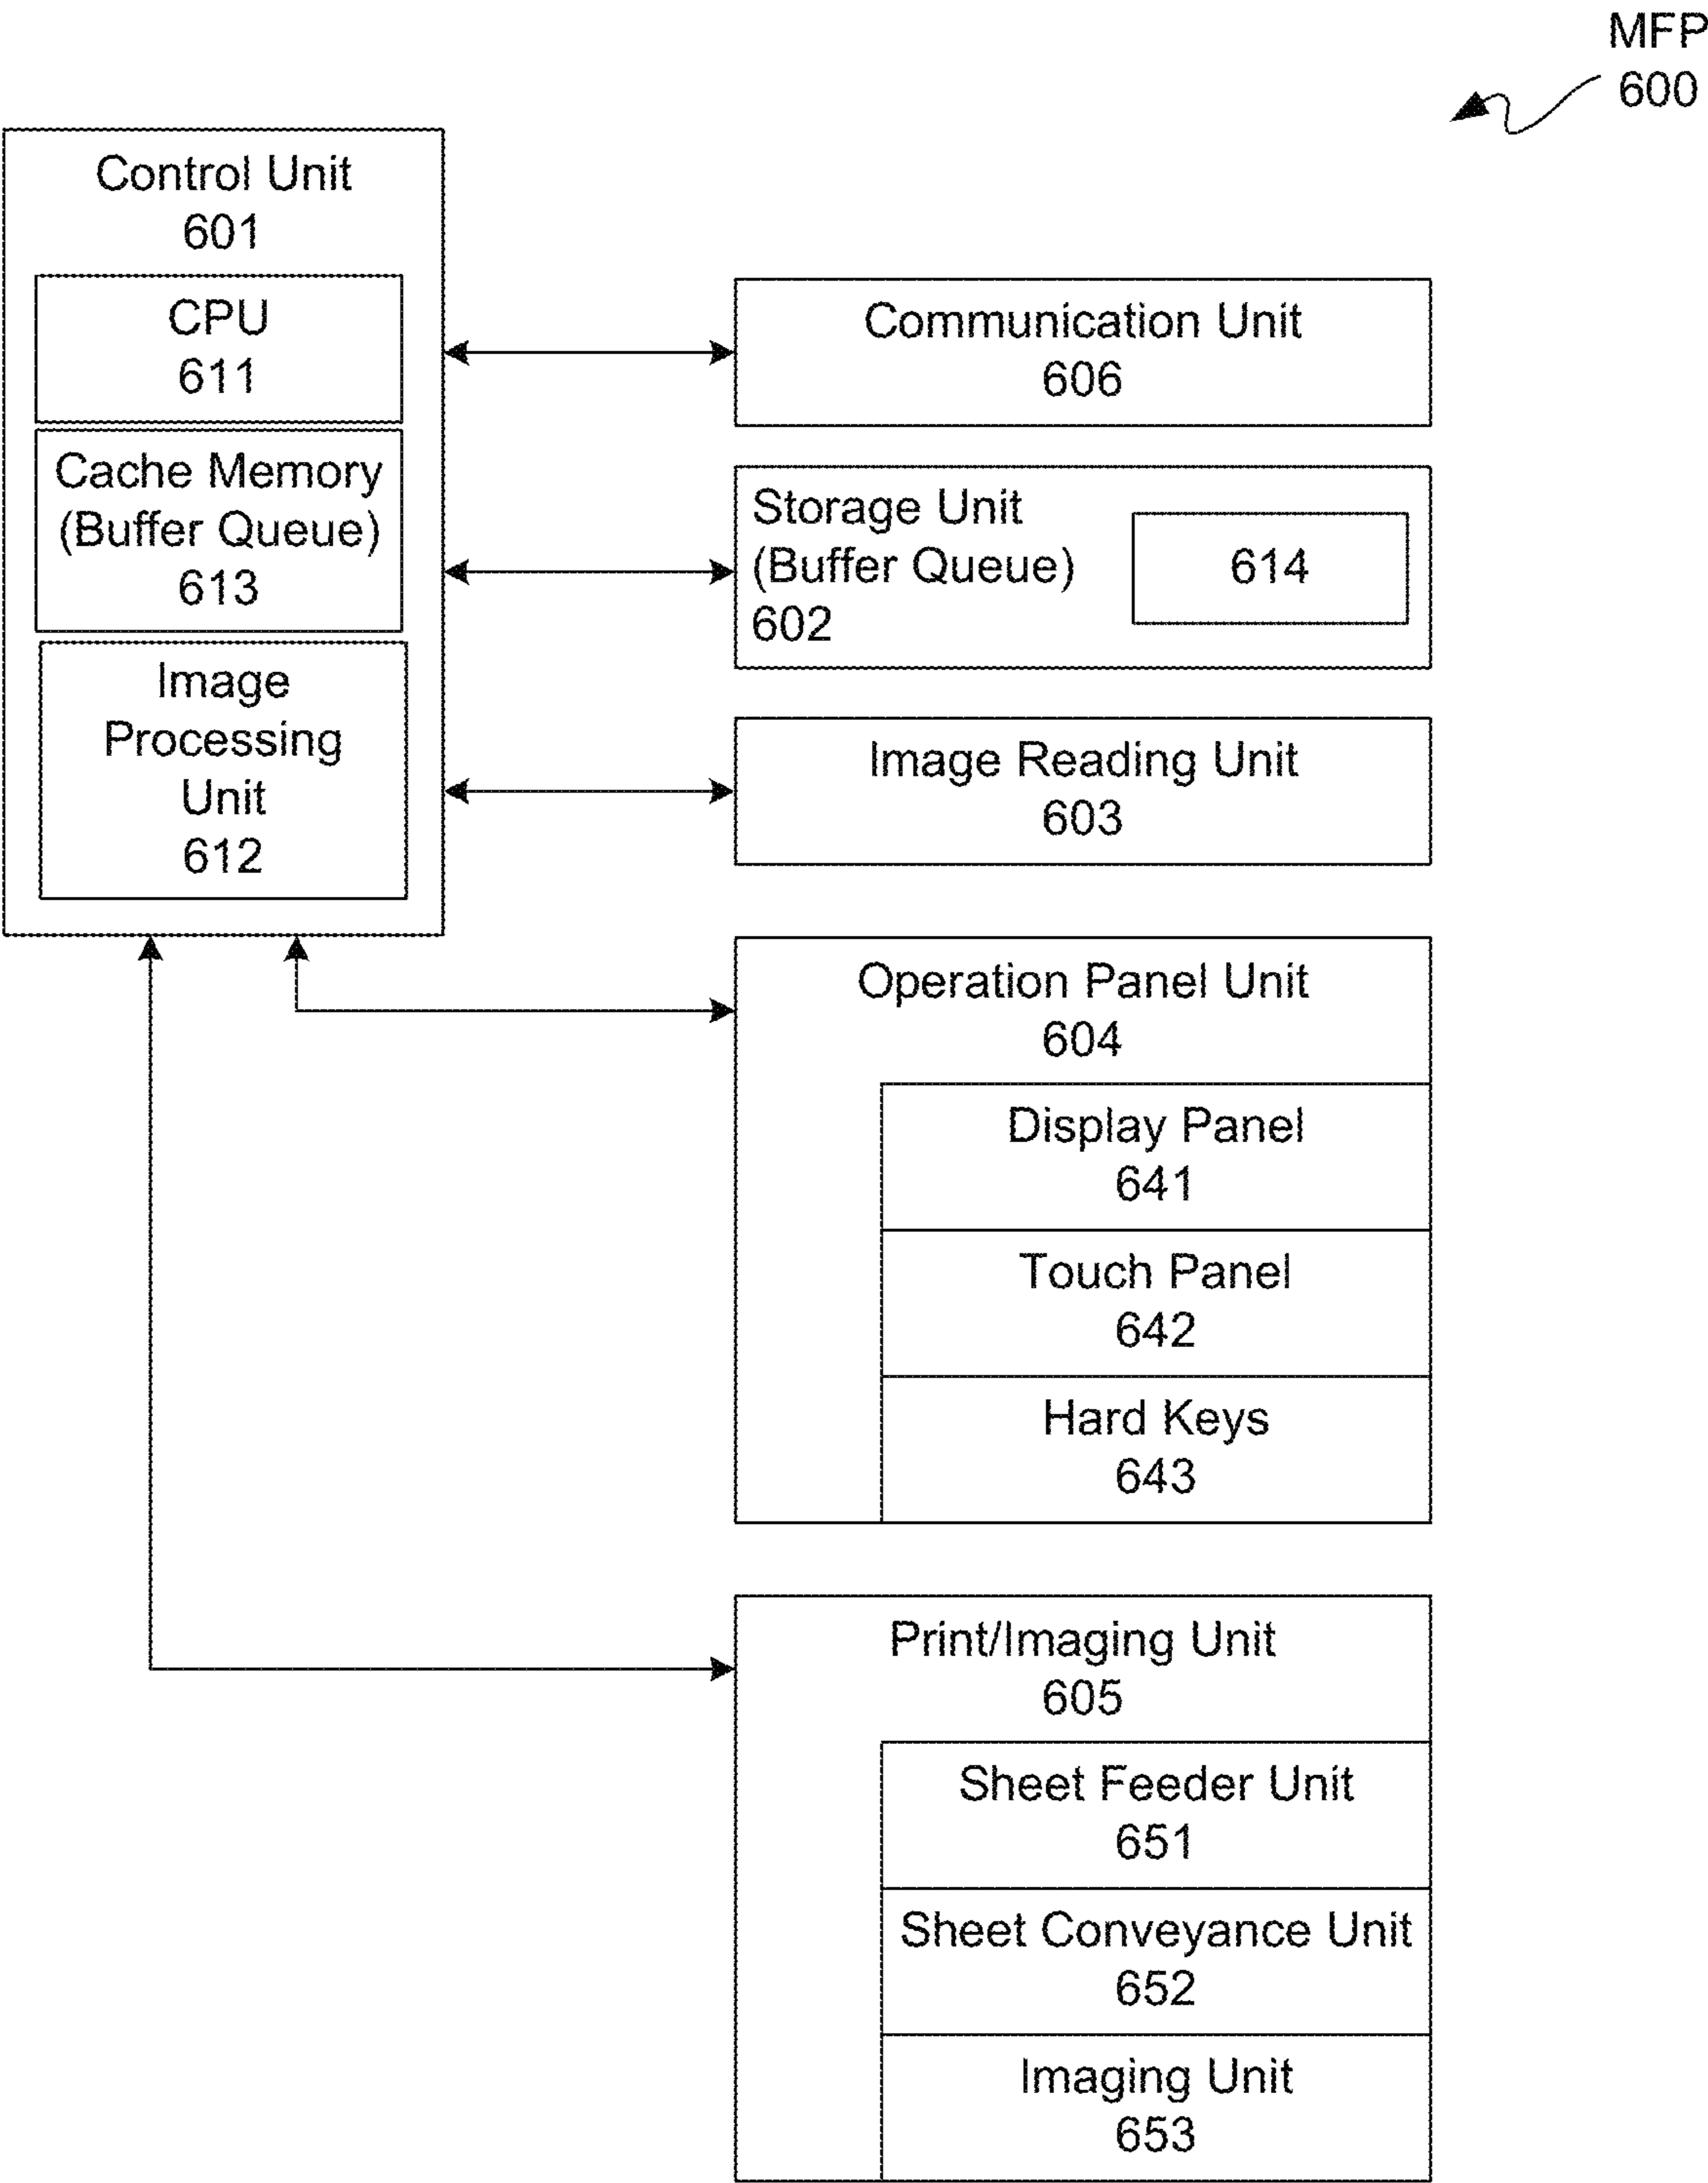 MFP
600
Control Unit
601
CPU
611
Cache Memory
(Buffer Queue)
613
Image
Processing
Unit
612
Communication Unit
606
Storage Unit
(Buffer Queue)
602
614
Image Reading Unit
603
Operation Panel Unit
604
Display Panel
641
Touch Panel
642
Hard Keys
643
Print/Imaging Unit
605
Sheet Feeder Unit
651
Sheet Conveyance Unit
652
Imaging Unit
653